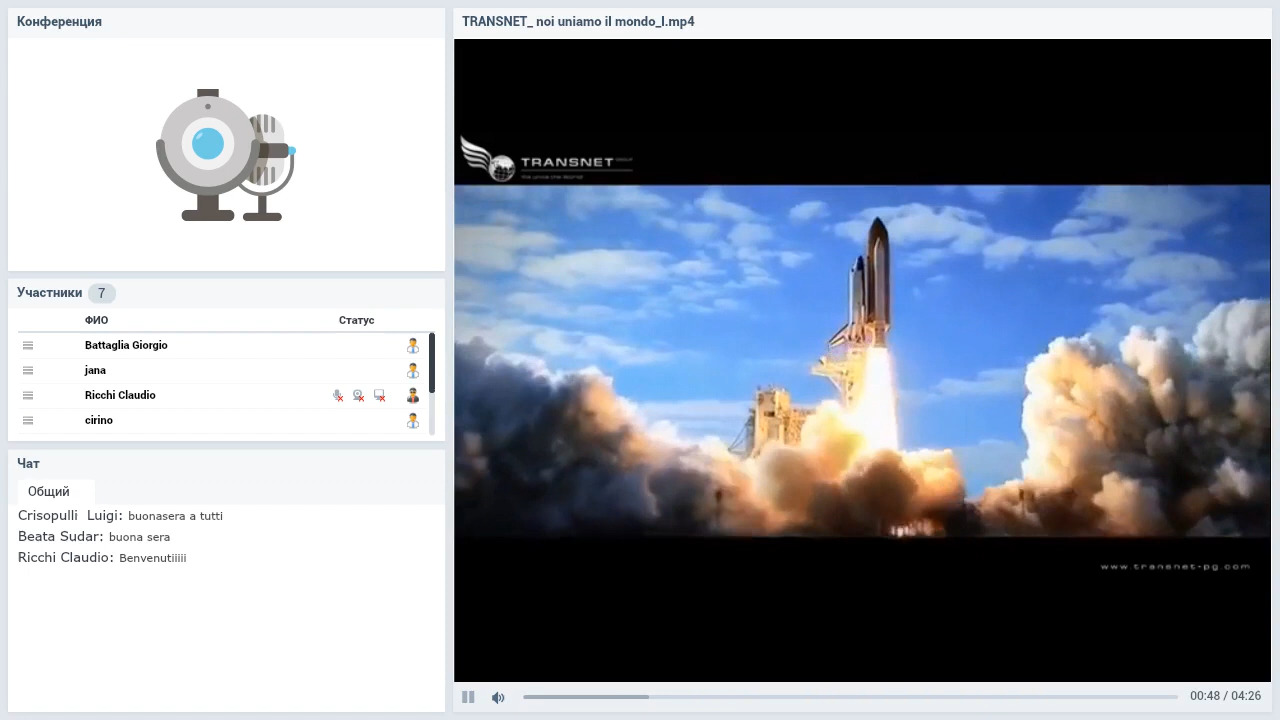 Конференция
Участники 7
ФИО Статус
Battaglia Giorgio
jana
Ricchi Claudio
cirino
Чат
Общий
Crisopulli Luigi: buonasera a tutti
Beata Sudar: buona sera
Ricchi Claudio: Benvenutiiiii
TRANSNET_ noi uniamo il mondo_I.mp4
TRANSNET
www.transnet-pg.com
00:48 / 04:26